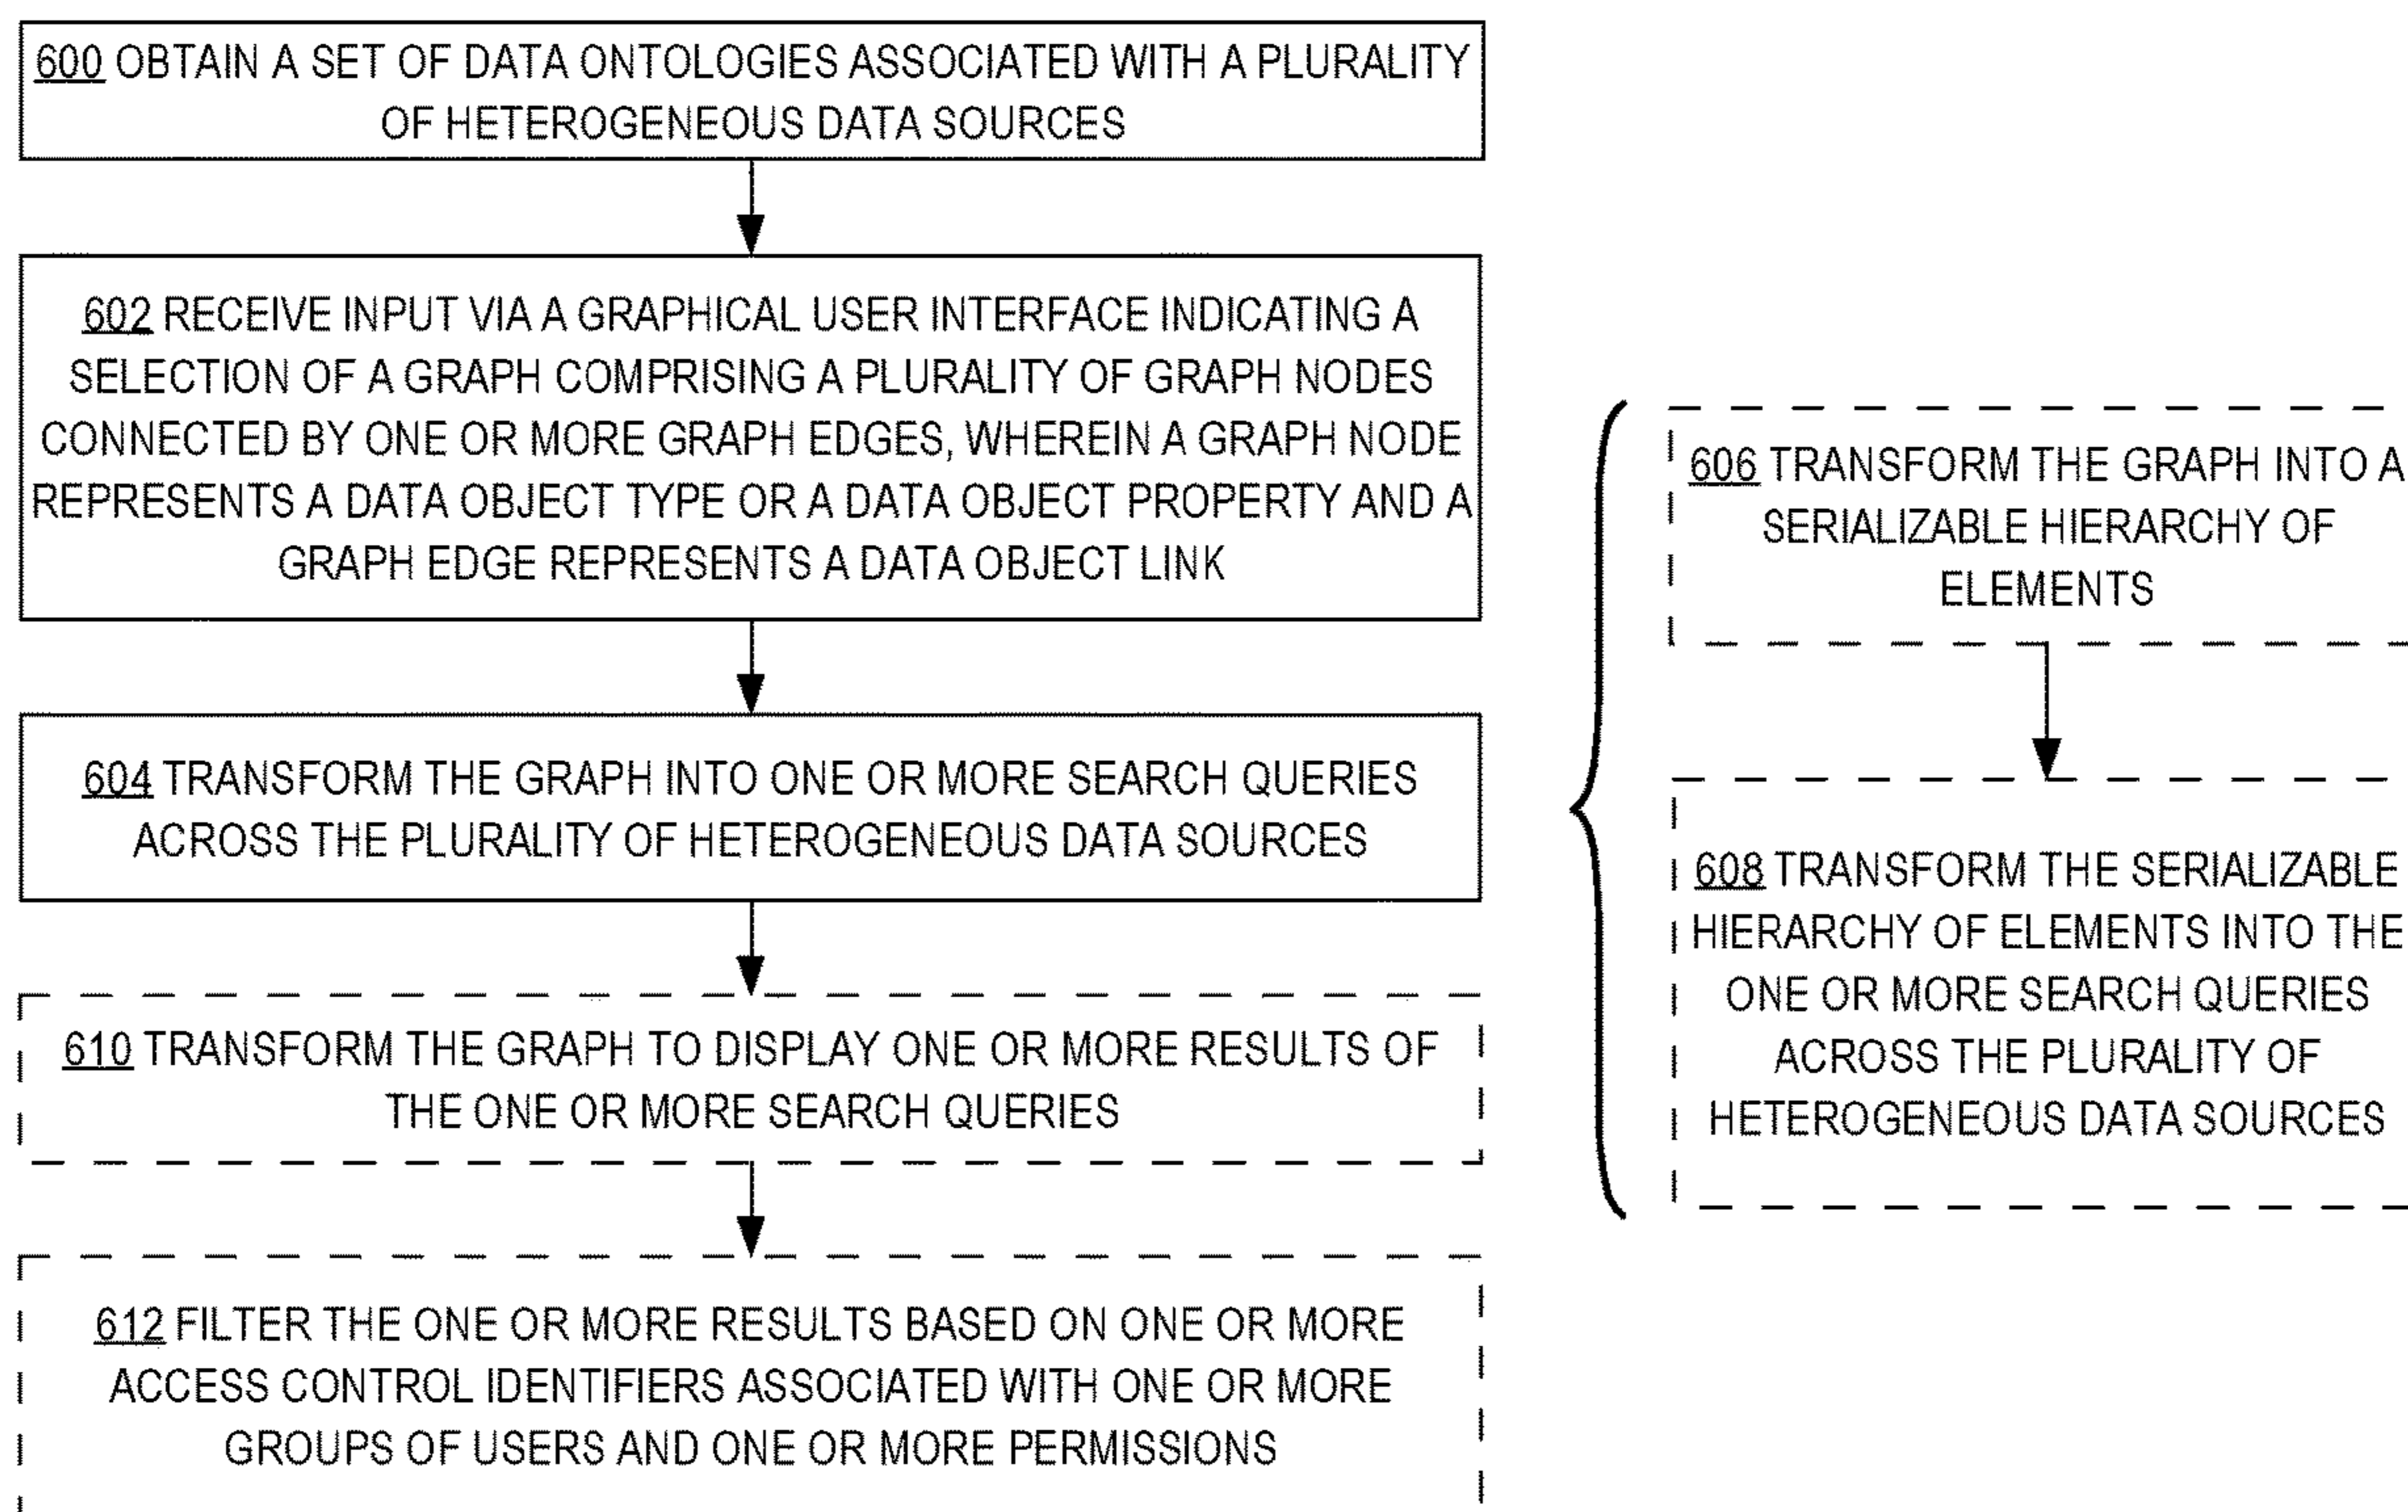 600 OBTAIN A SET OF DATA ONTOLOGIES ASSOCIATED WITH A PLURALITY
OF HETEROGENEOUS DATA SOURCES
602 RECEIVE INPUT VIA A GRAPHICAL USER INTERFACE INDICATING A
SELECTION OF A GRAPH COMPRISING A PLURALITY OF GRAPH NODES
CONNECTED BY ONE OR MORE GRAPH EDGES, WHEREIN A GRAPH NODE
REPRESENTS A DATA OBJECT TYPE OR A DATA OBJECT PROPERTY AND A
GRAPH EDGE REPRESENTS A DATA OBJECT LINK
604 TRANSFORM THE GRAPH INTO ONE OR MORE SEARCH QUERIES
ACROSS THE PLURALITY OF HETEROGENEOUS DATA SOURCES
606 TRANSFORM THE GRAPH INTO A
SERIALIZABLE HIERARCHY OF
ELEMENTS
608 TRANSFORM THE SERIALIZABLE
HIERARCHY OF ELEMENTS INTO THE
ONE OR MORE SEARCH QUERIES
ACROSS THE PLURALITY OF
HETEROGENEOUS DATA SOURCES
610 TRANSFORM THE GRAPH TO DISPLAY ONE OR MORE RESULTS OF
THE ONE OR MORE SEARCH QUERIES
612 FILTER THE ONE OR MORE RESULTS BASED ON ONE OR MORE
ACCESS CONTROL IDENTIFIERS ASSOCIATED WITH ONE OR MORE
GROUPS OF USERS AND ONE OR MORE PERMISSIONS